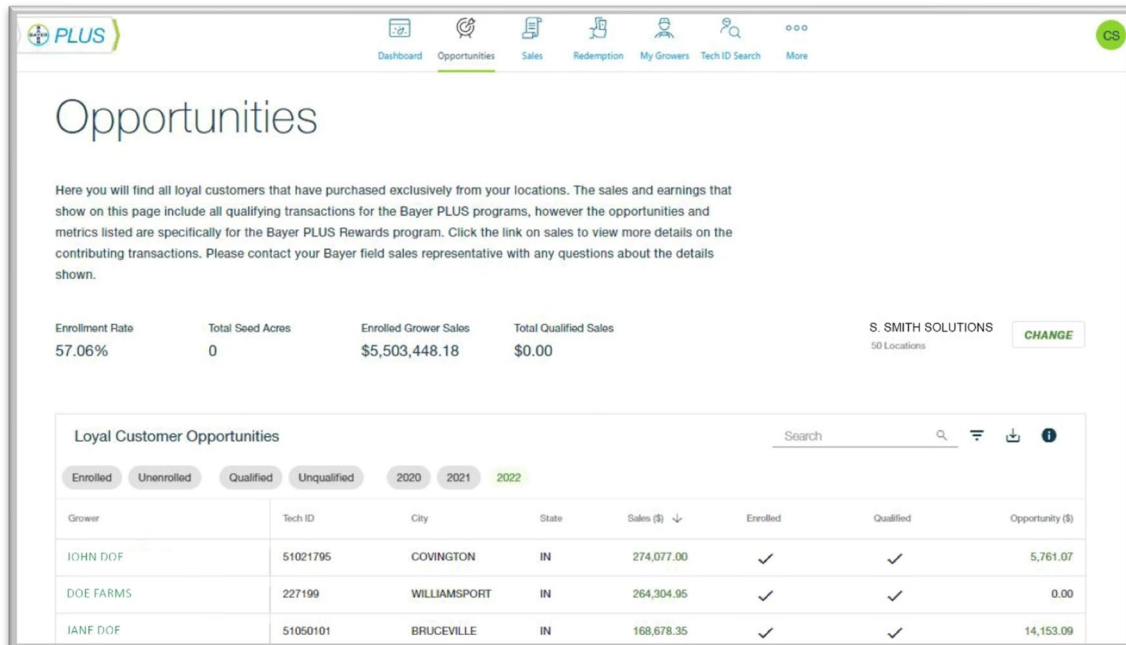 BAYER PLUS
Dashboard Opportunities Sales Redemption My Growers Tech ID Search More
CS
Opportunities
Here you will find all loyal customers that have purchased exclusively from your locations. The sales and earnings that
show on this page include all qualifying transactions for the Bayer PLUS programs, however the opportunities and
metrics listed are specifically for the Bayer PLUS Rewards program. Click the link on sales to view more details on the
contributing transactions. Please contact your Bayer field sales representative with any questions about the details
shown.
Enrollment Rate Total Seed Acres Enrolled Grower Sales Total Qualified Sales
57.06% 0 $5,503,448.18 $0.00
S. SMITH SOLUTIONS
50 Locations
CHANGE
Loyal Customer Opportunities Search
Enrolled Unenrolled Qualified Unqualified 2020 2021 2022
Grower Tech ID City State Sales ($) Enrolled Qualified Opportunity ($)
JOHN DOE 51021795 COVINGTON IN 274,077.00 5,761.07
DOE FARMS 227199 WILLIAMSPORT IN 264,304.95 0.00
JANE DOE 51050101 BRUCEVILLE IN 168,678.35 14,153.09